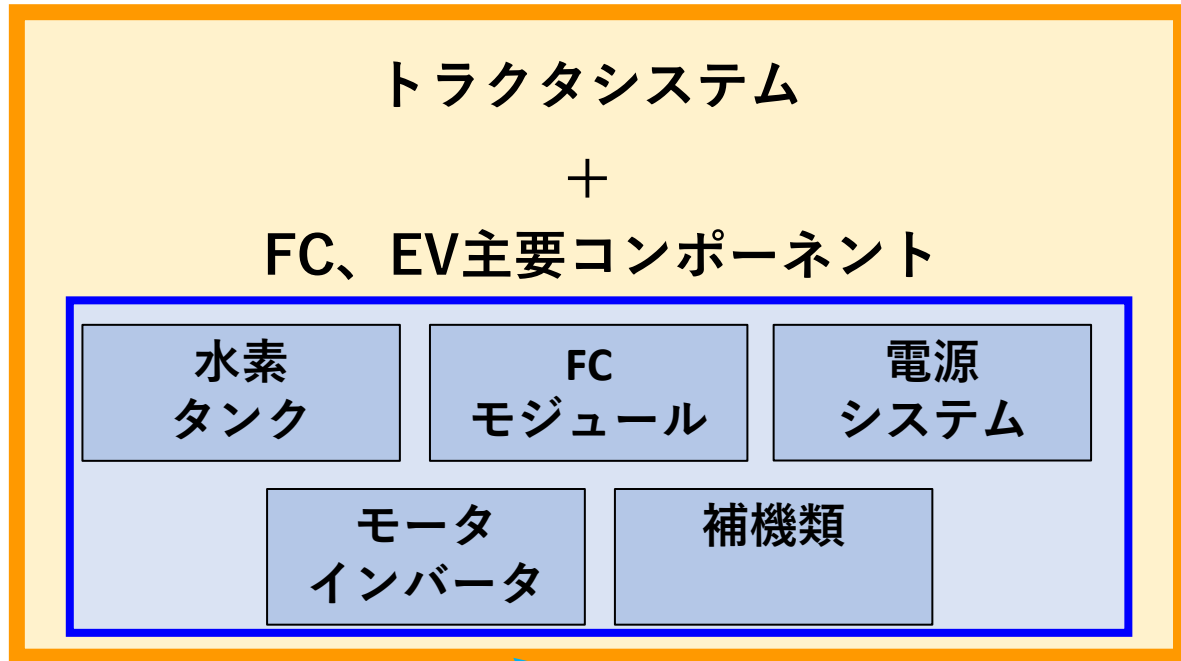 トラクタシステム
＋
FC、EV主要コンポーネント
水素
タンク
FC
モジュール
電源
システム
モータ
インバータ
補機類